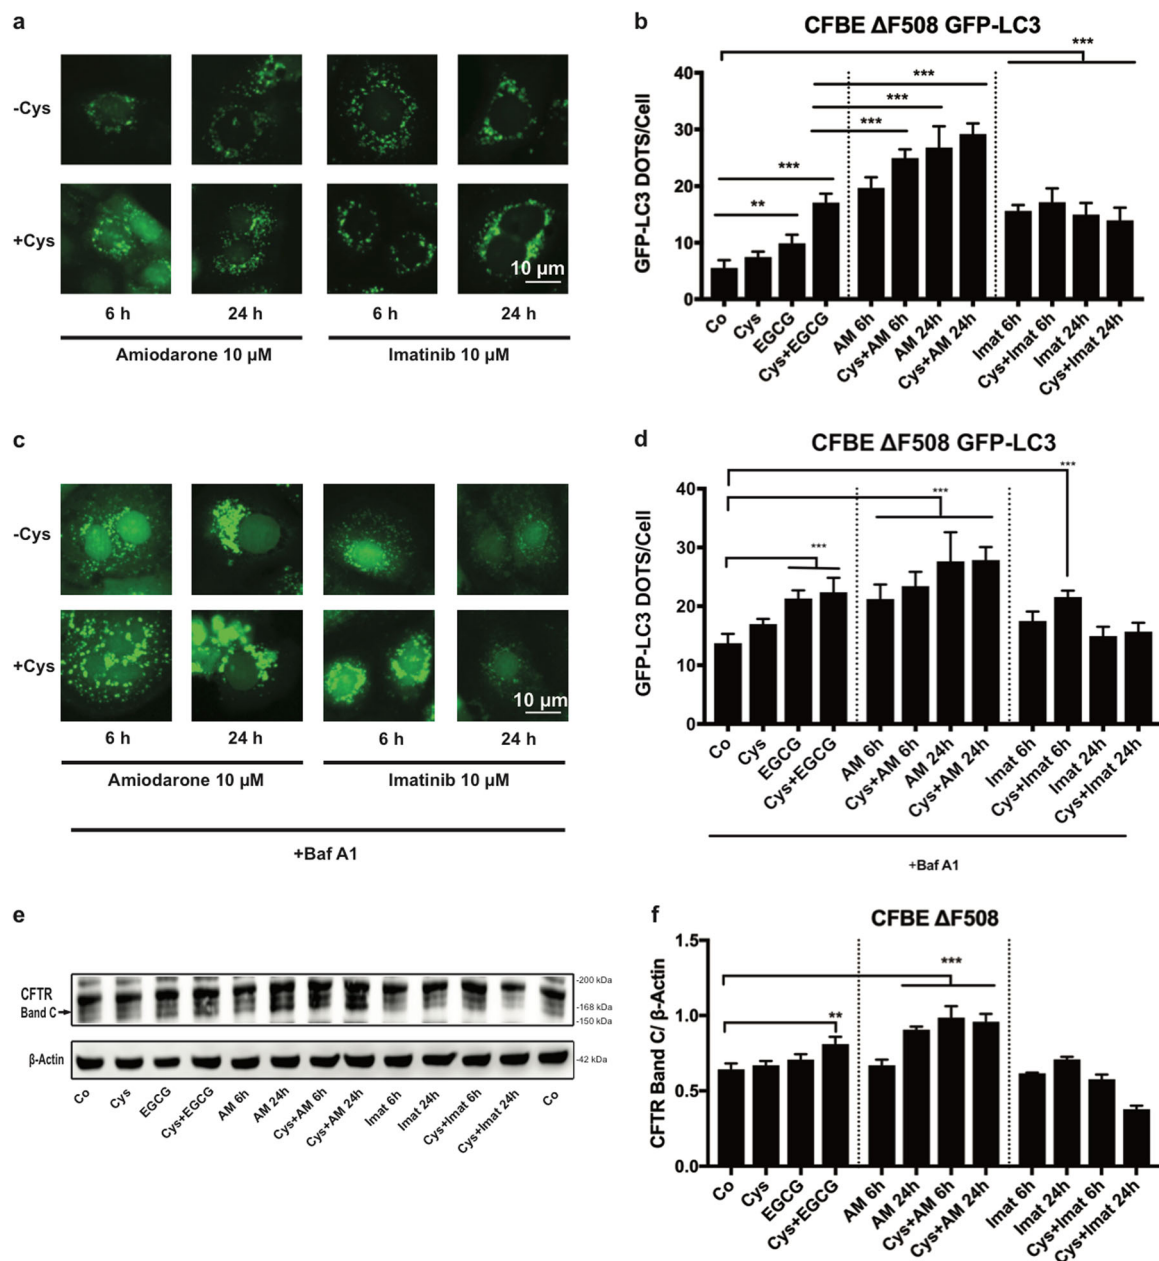 a
-Cys
+Cys
10 µm
6 h 24 h 6 h 24 h
Amiodarone 10 µM Imatinib 10 µM
b
CFBE ΔF508 GFP-LC3
GFP-LC3 DOTS/Cell
40
30
20
10
0
**
***
***
***
***
***
Co Cys EGCG Cys+EGCG AM 6h Cys+AM 6h AM 24h Cys+AM 24h Imat 6h Cys+Imat 6h Imat 24h Cys+Imat 24h
c
-Cys
+Cys
10 µm
6 h 24 h 6 h 24 h
Amiodarone 10 µM Imatinib 10 µM
+Baf A1
d
CFBE ΔF508 GFP-LC3
GFP-LC3 DOTS/Cell
40
30
20
10
0
***
***
***
Co Cys EGCG Cys+EGCG AM 6h Cys+AM 6h AM 24h Cys+AM 24h Imat 6h Cys+Imat 6h Imat 24h Cys+Imat 24h
+Baf A1
e
CFTR
Band C
-200 kDa
-168 kDa
-150 kDa
β-Actin
-42 kDa
Co Cys EGCG Cys+EGCG AM 6h AM 24h Cys+AM 6h Cys+AM 24h Imat 6h Imat 24h Cys+Imat 6h Cys+Imat 24h Co
f
CFBE ΔF508
CFTR Band C/ β-Actin
1.5
1.0
0.5
0.0
**
***
Co Cys EGCG Cys+EGCG AM 6h AM 24h Cys+AM 6h Cys+AM 24h Imat 6h Imat 24h Cys+Imat 6h Cys+Imat 24h